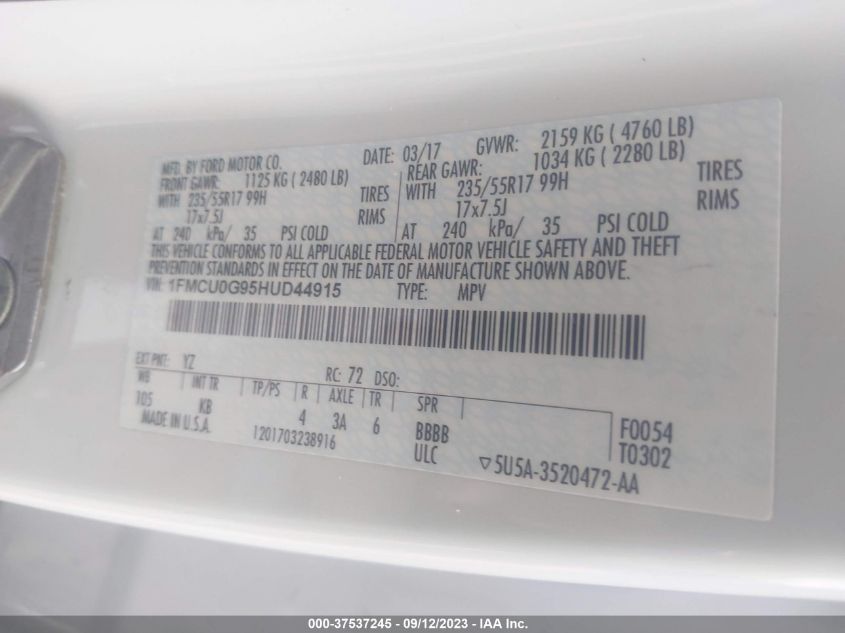 MFD. BY FORD MOTOR CO. DATE: 03/17 GVWR: 2159 KG ( 4760 LB)
FRONT GAWR: 1125 KG ( 2480 LB) REAR GAWR: 1034 KG ( 2280 LB)
WITH 235/55R17 99H TIRES WITH 235/55R17 99H TIRES
17x7.5J RIMS 17x7.5J RIMS
AT 240 kPa/ 35 PSI COLD AT 240 kPa/ 35 PSI COLD
THIS VEHICLE CONFORMS TO ALL APPLICABLE FEDERAL MOTOR VEHICLE SAFETY AND THEFT
PREVENTION STANDARDS IN EFFECT ON THE DATE OF MANUFACTURE SHOWN ABOVE.
VIN: 1FMCU0G95HUD44915 TYPE: MPV
EXT PNT: YZ RC: 72 DSO:
WB INT TR TP/PS R AXLE TR SPR
105 KB 4 3A 6 BBBB F0054
MADE IN U.S.A. 1201703238916 ULC T0302
▽5U5A-3520472-AA
000-37537245 - 09/12/2023 - IAA Inc.